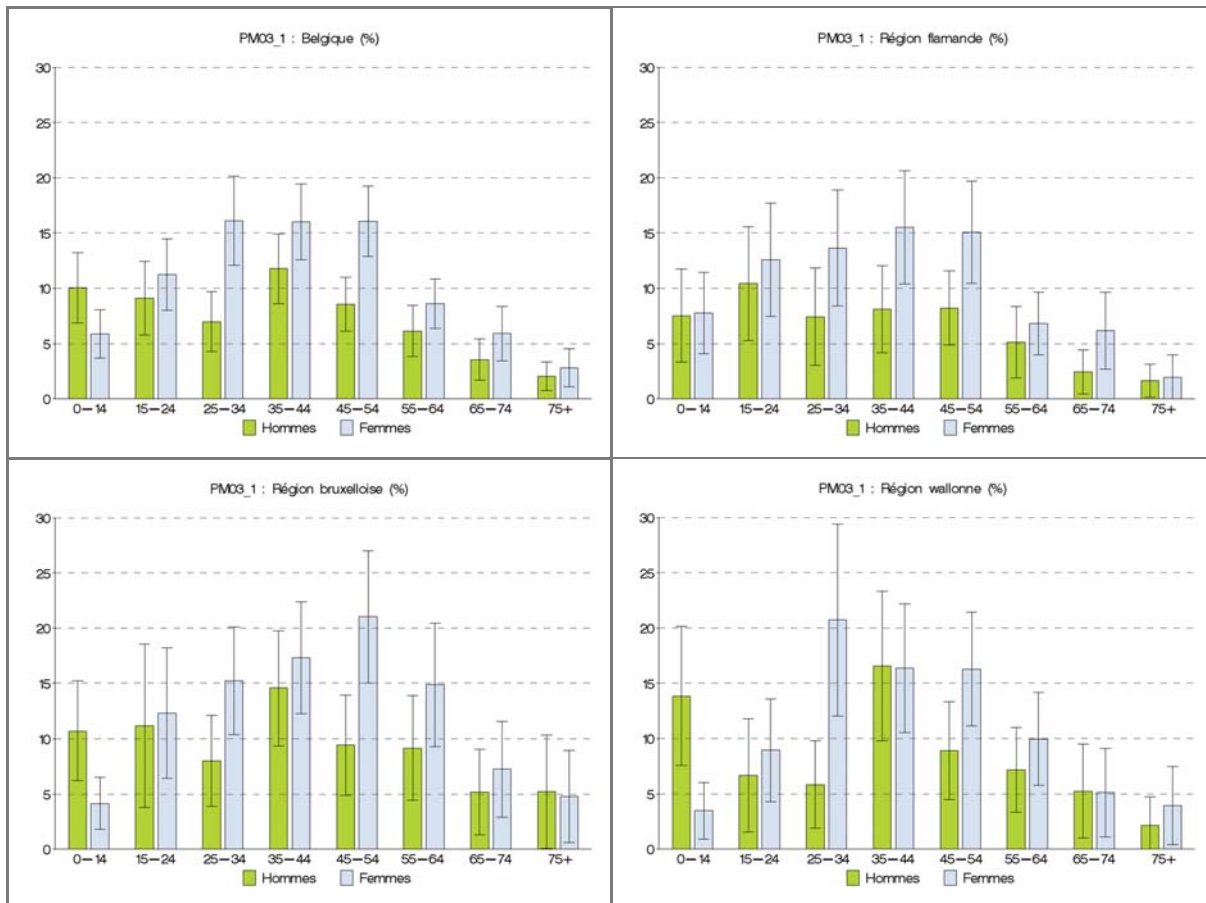 PM03_1 : Belgique (%)
30
25
20
15
10
5
0
0-14 15-24 25-34 35-44 45-54 55-64 65-74 75+
Hommes Femmes
PM03_1 : Région flamande (%)
30
25
20
15
10
5
0
0-14 15-24 25-34 35-44 45-54 55-64 65-74 75+
Hommes Femmes
PM03_1 : Région bruxelloise (%)
30
25
20
15
10
5
0
0-14 15-24 25-34 35-44 45-54 55-64 65-74 75+
Hommes Femmes
PM03_1 : Région wallonne (%)
30
25
20
15
10
5
0
0-14 15-24 25-34 35-44 45-54 55-64 65-74 75+
Hommes Femmes